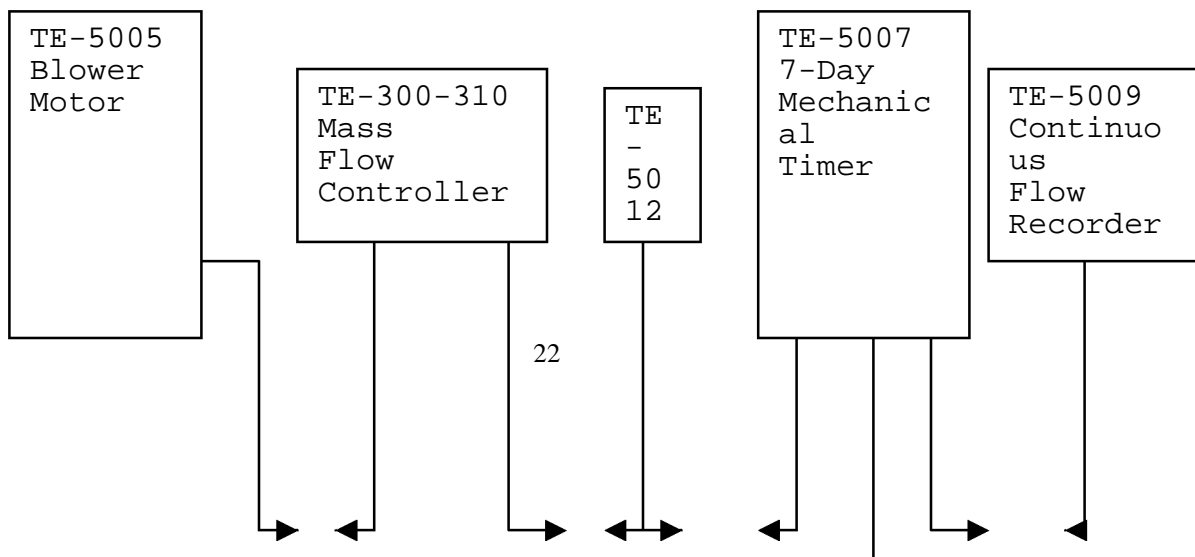 TE-5005
Blower
Motor
TE-300-310
Mass
Flow
Controller
TE
-
50
12
TE-5007
7-Day
Mechanic
al
Timer
TE-5009
Continuo
us
Flow
Recorder
22